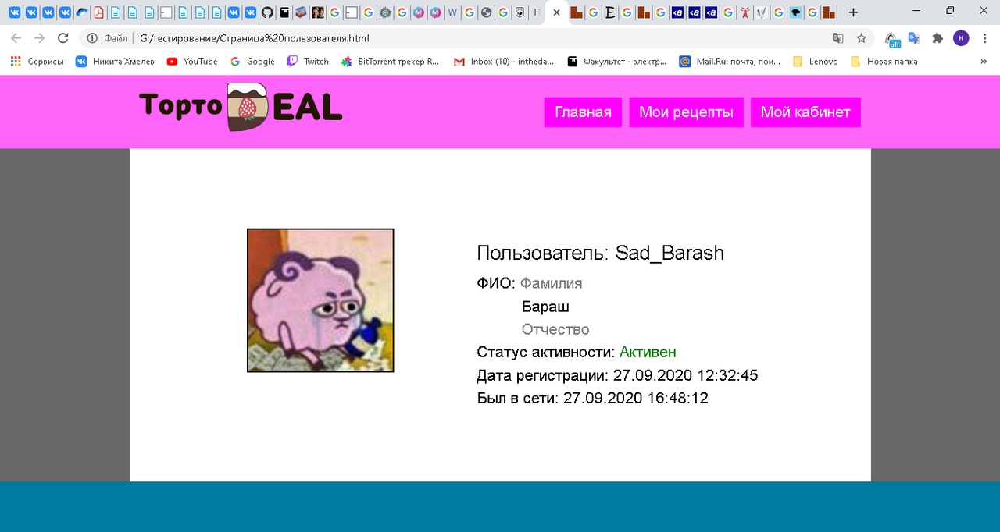 Файл
G:/тестирование/Страница%20пользователя.html
Сервисы
Никита Хмелёв
YouTube
Google
Twitch
BitTorrent трекер R...
Inbox (10) - intheda...
Факультет - электр...
Mail.Ru: почта, пои...
Lenovo
Новая папка
»
Торто EAL
Главная
Мои рецепты
Мой кабинет
Пользователь: Sad_Barash
ФИО: Фамилия
Бараш
Отчество
Статус активности: Активен
Дата регистрации: 27.09.2020 12:32:45
Был в сети: 27.09.2020 16:48:12